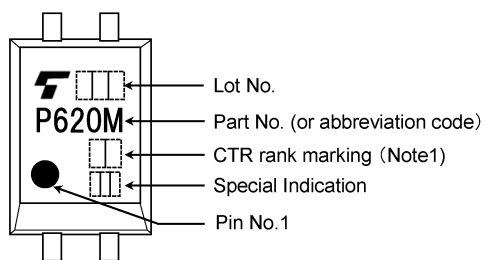 Lot No.
P620M
Part No. (or abbreviation code)
CTR rank marking (Note1)
Special Indication
Pin No.1